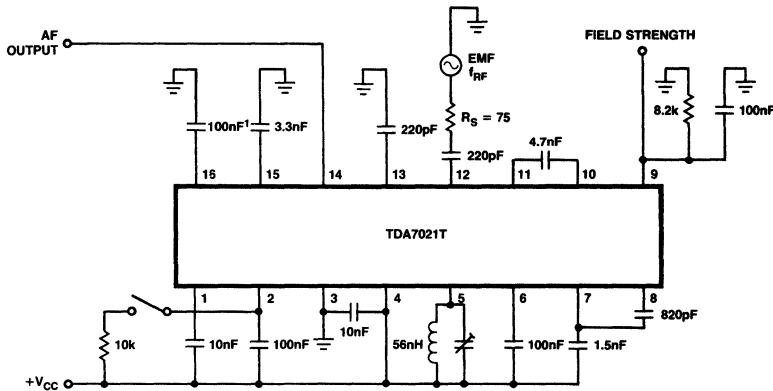 AF
OUTPUT
EMF
fRF
FIELD STRENGTH
100nF1
3.3nF
220pF
RS = 75
220pF
4.7nF
8.2k
100nF
16
15
14
13
12
11
10
9
TDA7021T
1
2
3
4
5
6
7
8
10k
10nF
100nF
10nF
56nH
100nF
1.5nF
820pF
+VCC